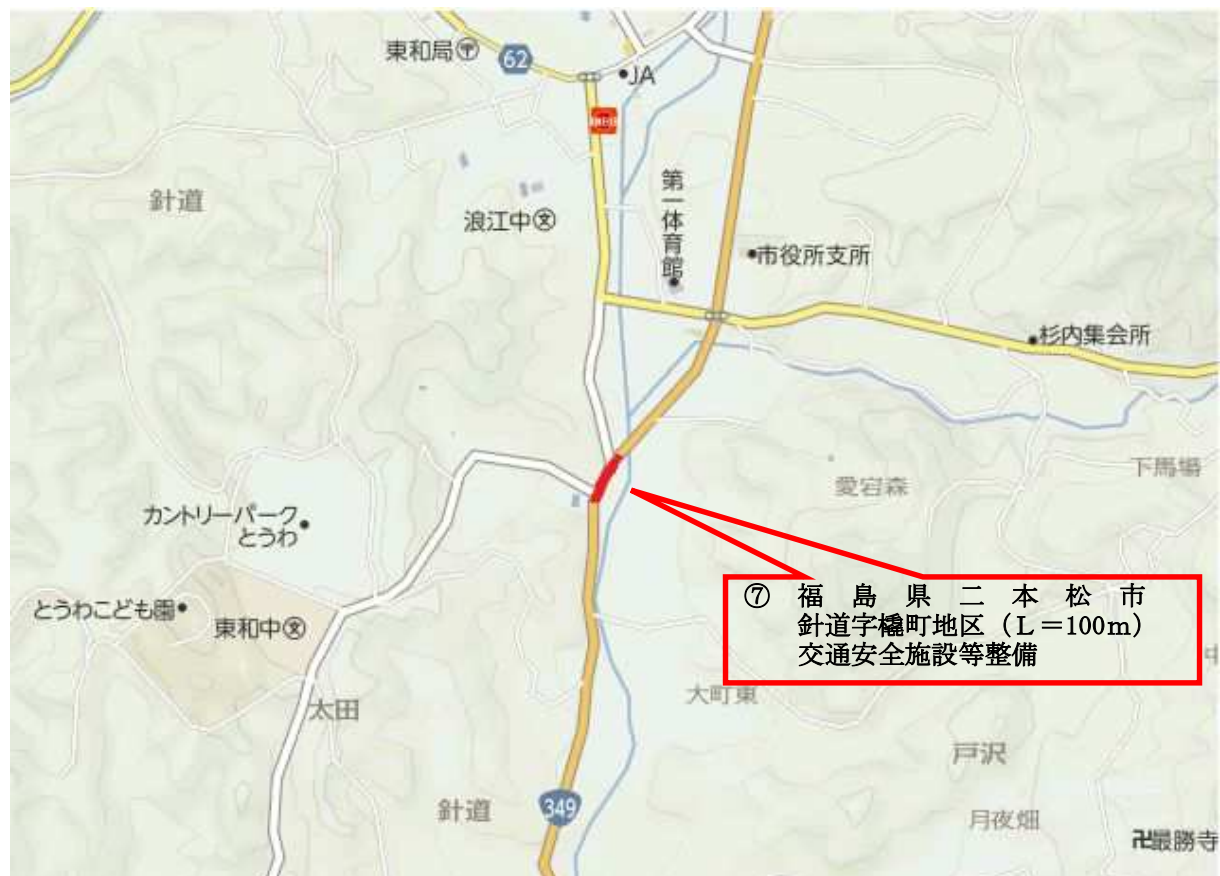 東和局
62
JA
針道
浪江中
第一体育館
市役所支所
杉内集会所
下馬場
愛宕森
カントリーパーク
とうわ
⑦ 福島県二本松市
針道字橇町地区（L＝100m）
交通安全施設等整備
とうわこども園
東和中
太田
大町東
中
戸沢
針道
349
月夜畑
卍最勝寺